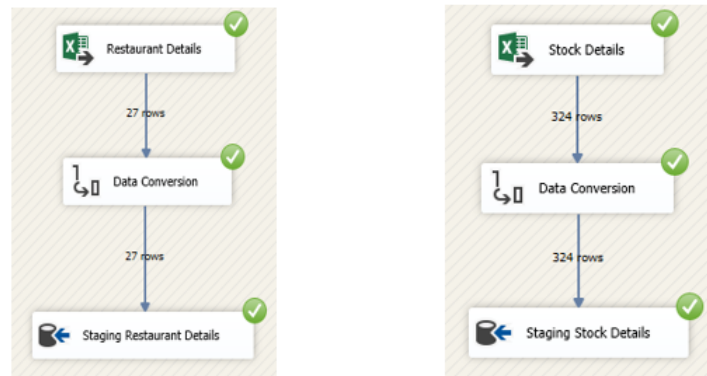 Restaurant Details
27 rows
Data Conversion
27 rows
Staging Restaurant Details
Stock Details
324 rows
Data Conversion
324 rows
Staging Stock Details